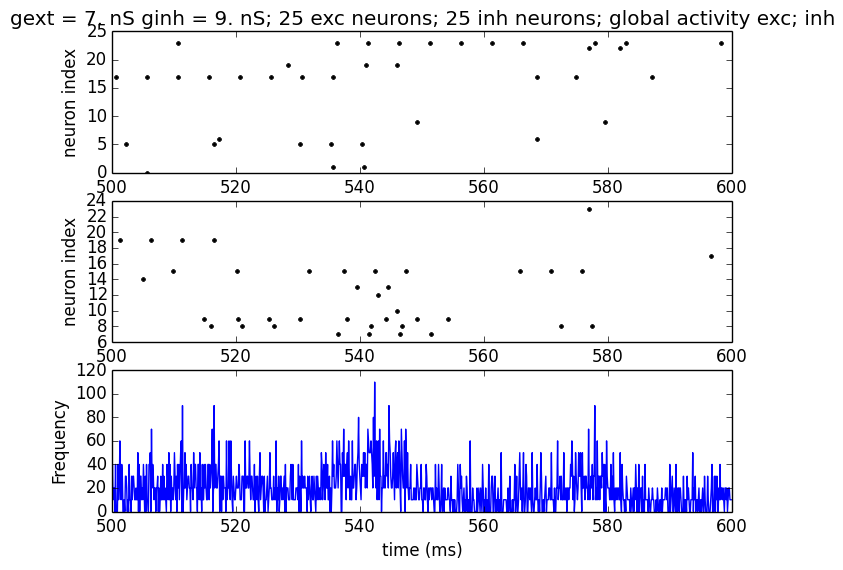 gext = 7. nS ginh = 9. nS; 25 exc neurons; 25 inh neurons; global activity exc; inh
25
20
15
10
5
0
neuron index
500 520 540 560 580 600
24
22
20
18
16
14
12
10
8
6
neuron index
500 520 540 560 580 600
120
100
80
60
40
20
0
Frequency
500 520 540 560 580 600
time (ms)